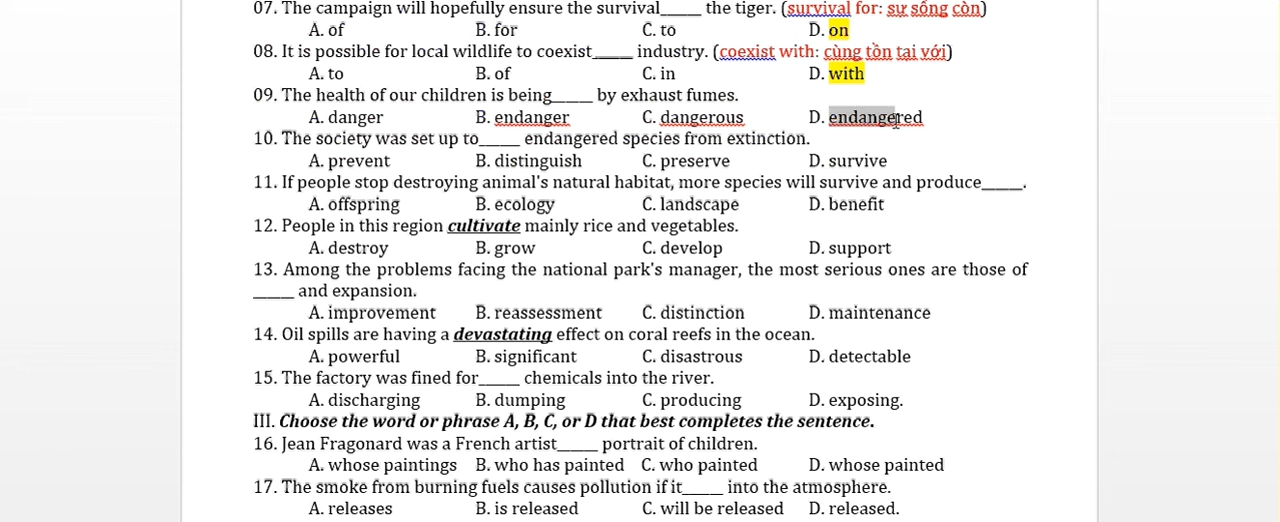 07. The campaign will hopefully ensure the survival_____ the tiger. (survival for: sự sống còn)
A. of B. for C. to D. on
08. It is possible for local wildlife to coexist_____ industry. (coexist with: cùng tồn tại với)
A. to B. of C. in D. with
09. The health of our children is being_____ by exhaust fumes.
A. danger B. endanger C. dangerous D. endangered
10. The society was set up to_____ endangered species from extinction.
A. prevent B. distinguish C. preserve D. survive
11. If people stop destroying animal's natural habitat, more species will survive and produce_____.
A. offspring B. ecology C. landscape D. benefit
12. People in this region cultivate mainly rice and vegetables.
A. destroy B. grow C. develop D. support
13. Among the problems facing the national park's manager, the most serious ones are those of
_____ and expansion.
A. improvement B. reassessment C. distinction D. maintenance
14. Oil spills are having a devastating effect on coral reefs in the ocean.
A. powerful B. significant C. disastrous D. detectable
15. The factory was fined for_____ chemicals into the river.
A. discharging B. dumping C. producing D. exposing.
III. Choose the word or phrase A, B, C, or D that best completes the sentence.
16. Jean Fragonard was a French artist_____ portrait of children.
A. whose paintings B. who has painted C. who painted D. whose painted
17. The smoke from burning fuels causes pollution if it_____ into the atmosphere.
A. releases B. is released C. will be released D. released.